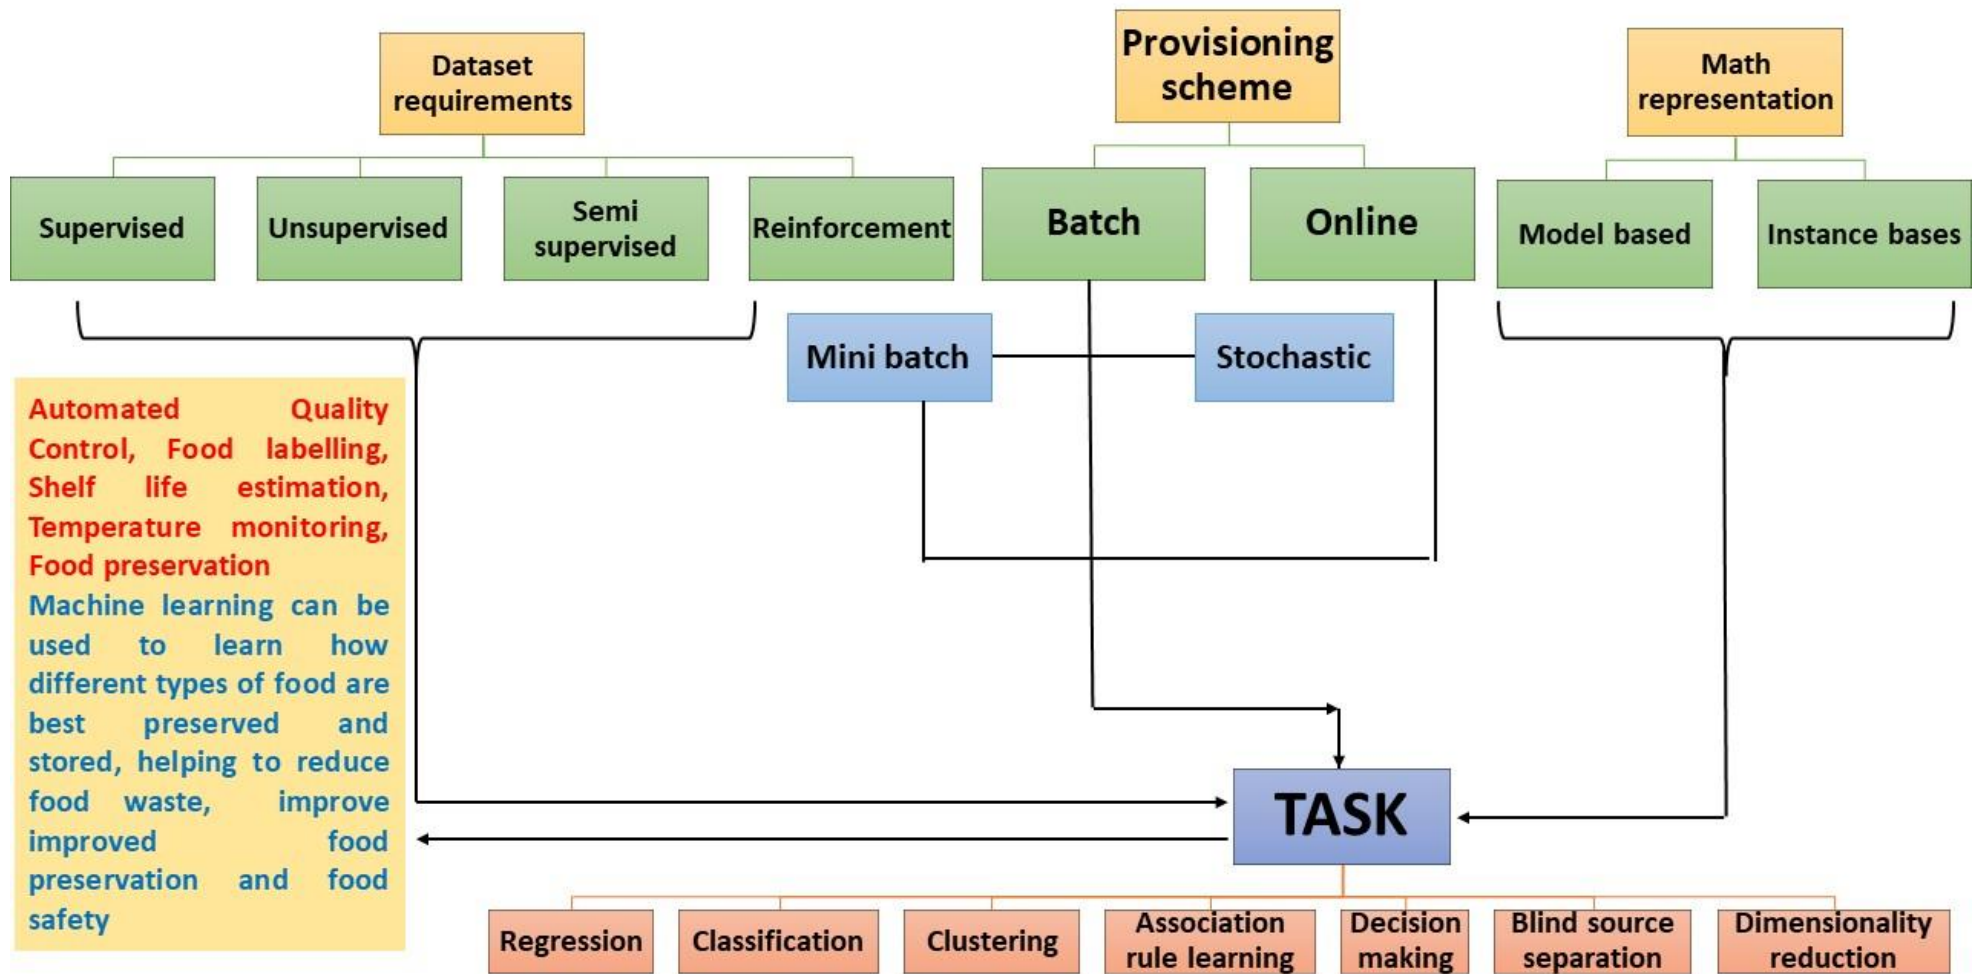 Dataset
requirements
Provisioning
scheme
Math
representation
Supervised
Unsupervised
Semi
supervised
Reinforcement
Batch
Online
Model based
Instance bases
Mini batch
Stochastic
Automated Quality
Control, Food labelling,
Shelf life estimation,
Temperature monitoring,
Food preservation
Machine learning can be
used to learn how
different types of food are
best preserved and
stored, helping to reduce
food waste, improve
improved food
preservation and food
safety
TASK
Regression
Classification
Clustering
Association
rule learning
Decision
making
Blind source
separation
Dimensionality
reduction